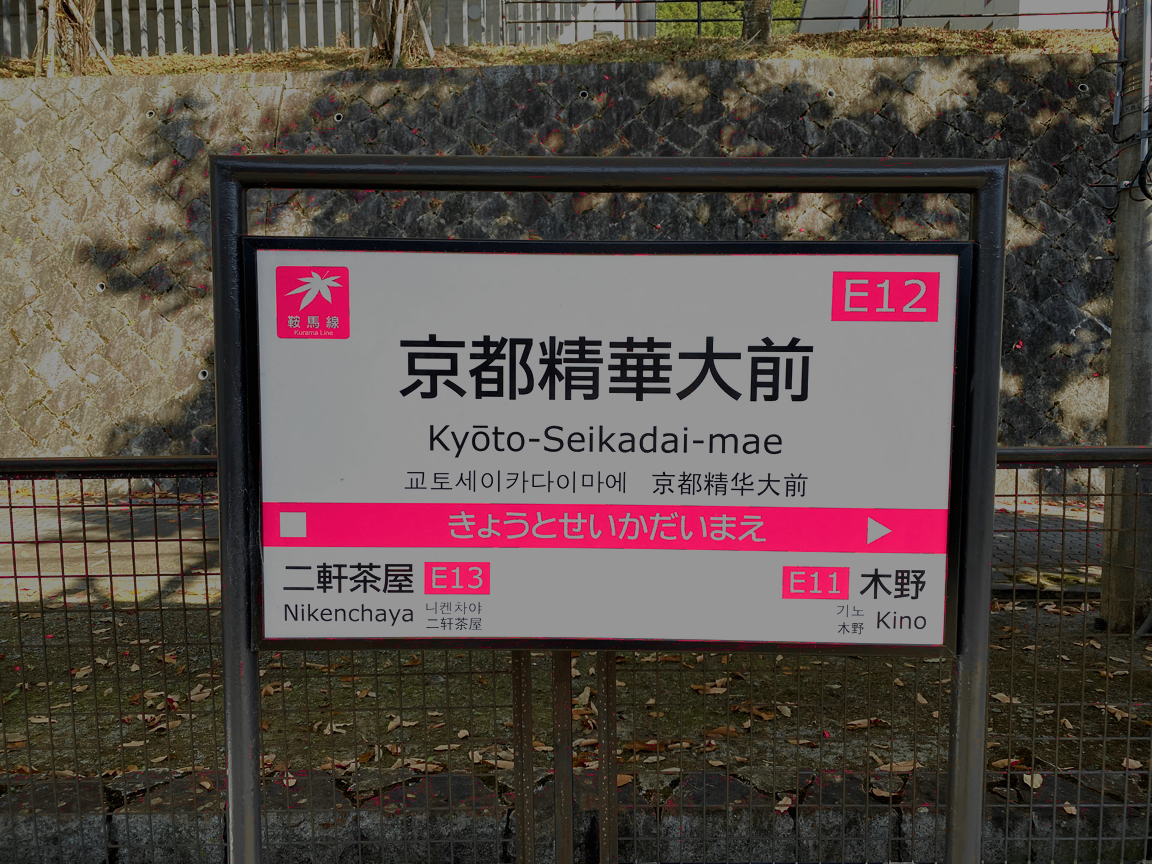 鞍馬線
Kurama Line
E12
京都精華大前
Kyōto-Seikadai-mae
교토세이카다이마에 京都精华大前
きょうとせいかだいまえ
二軒茶屋 E13
Nikenchaya
니켄차야
二轩茶屋
E11 木野
기노
木野
Kino